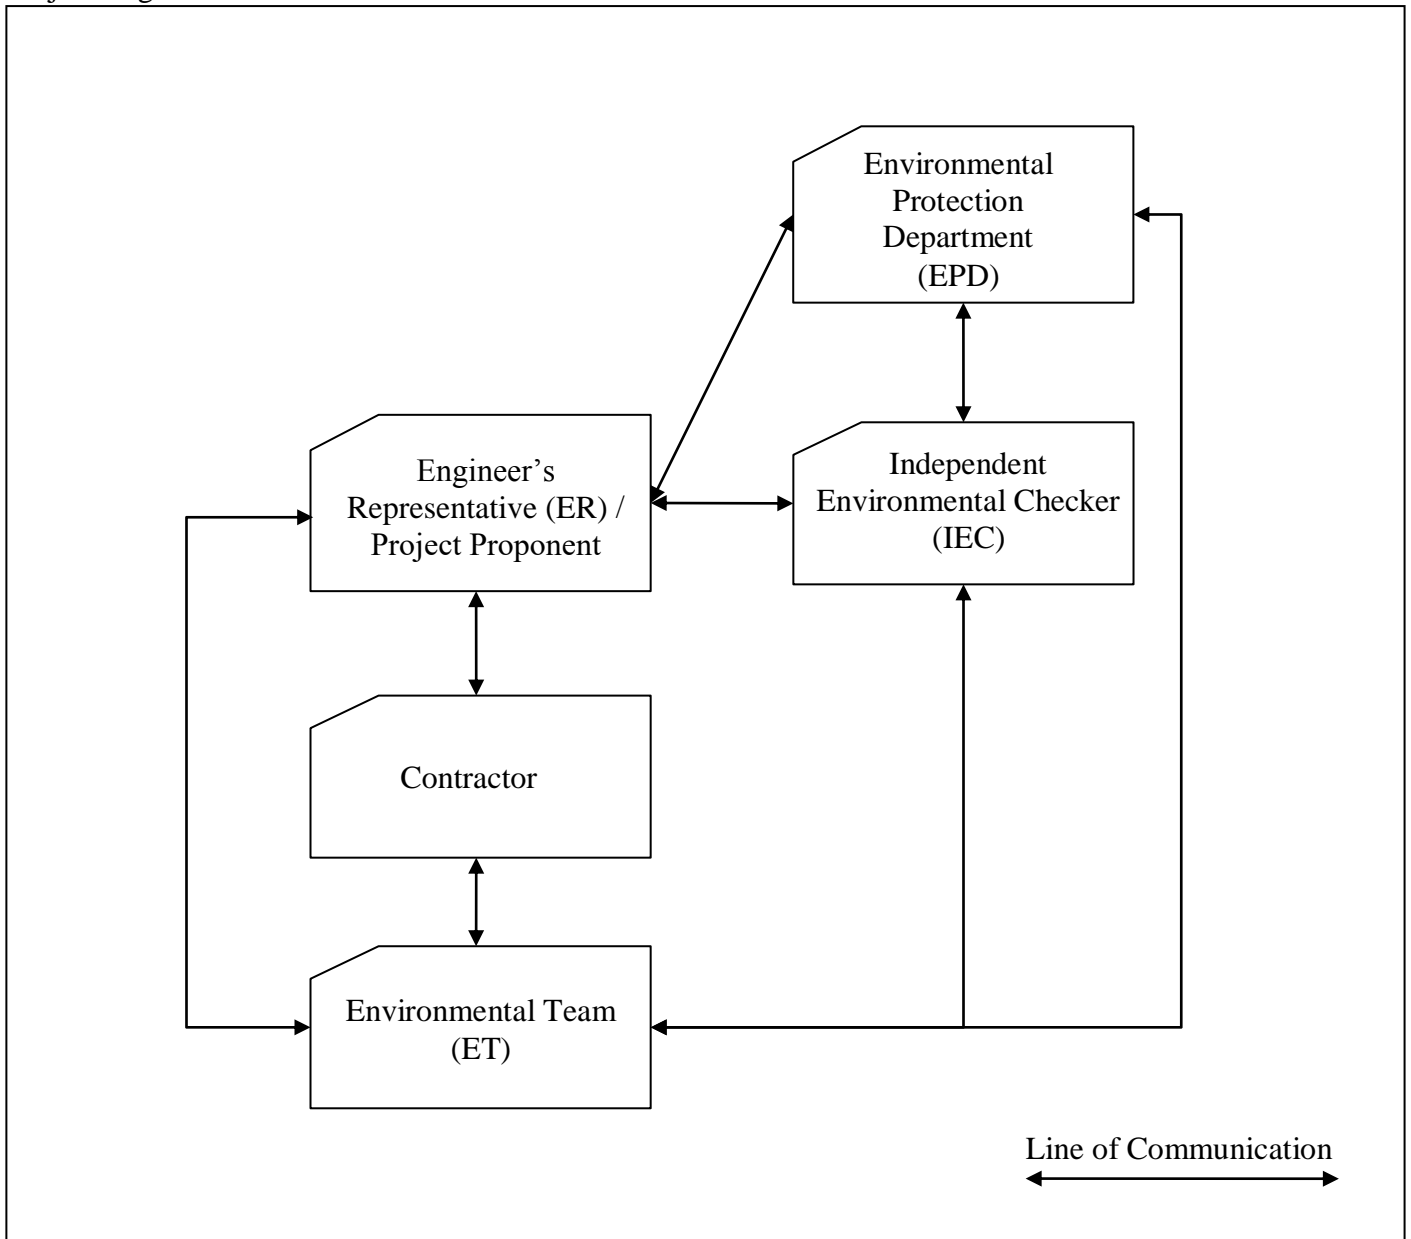 Environmental
Protection
Department
(EPD)
Engineer’s
Representative (ER) /
Project Proponent
Independent
Environmental Checker
(IEC)
Contractor
Environmental Team
(ET)
Line of Communication